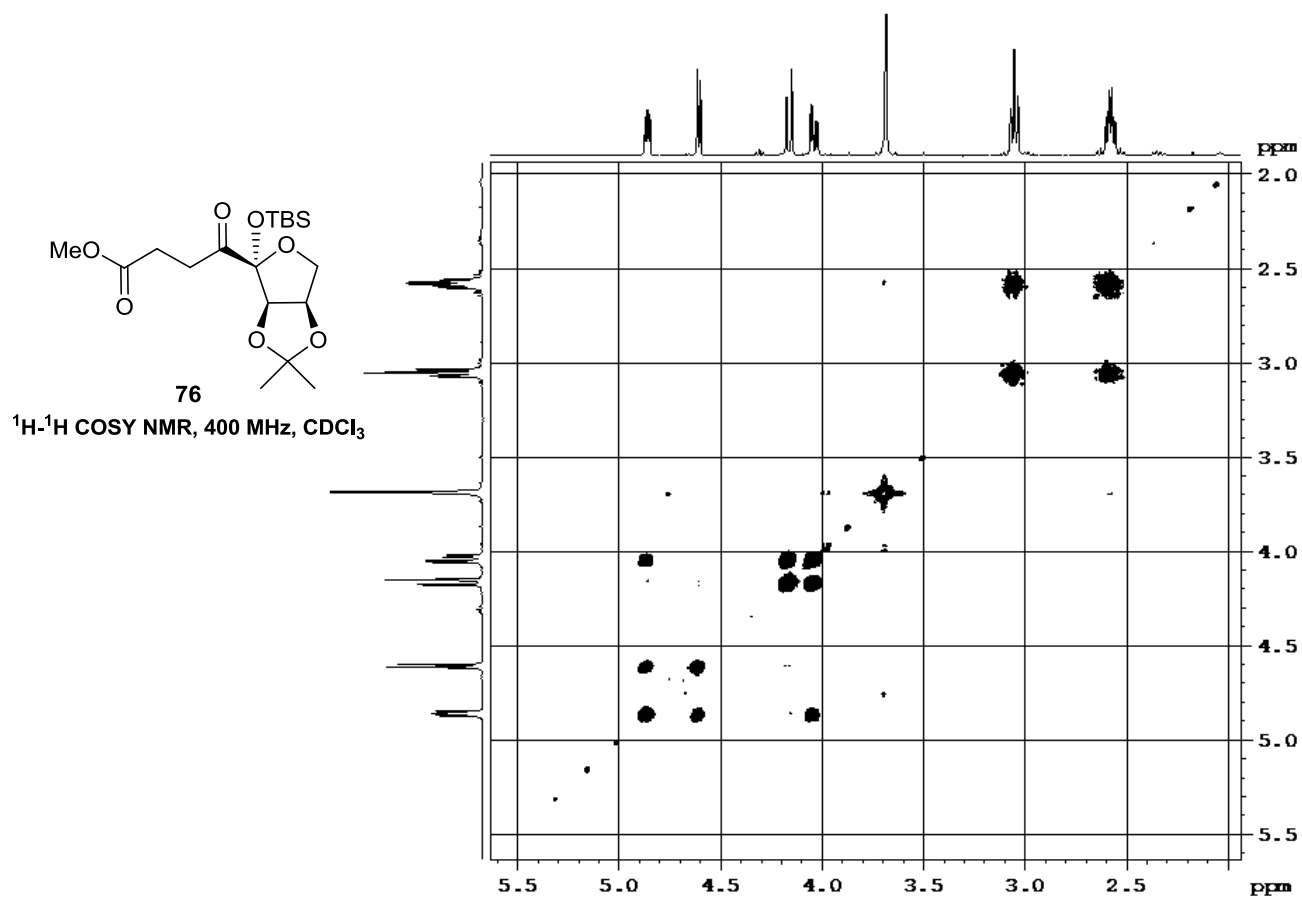 ppm
2.0
2.5
3.0
3.5
4.0
4.5
5.0
5.5
5.5 5.0 4.5 4.0 3.5 3.0 2.5 ppm
O
OTBS
MeO
O
O
O
O
76
¹H-¹H COSY NMR, 400 MHz, CDCl₃